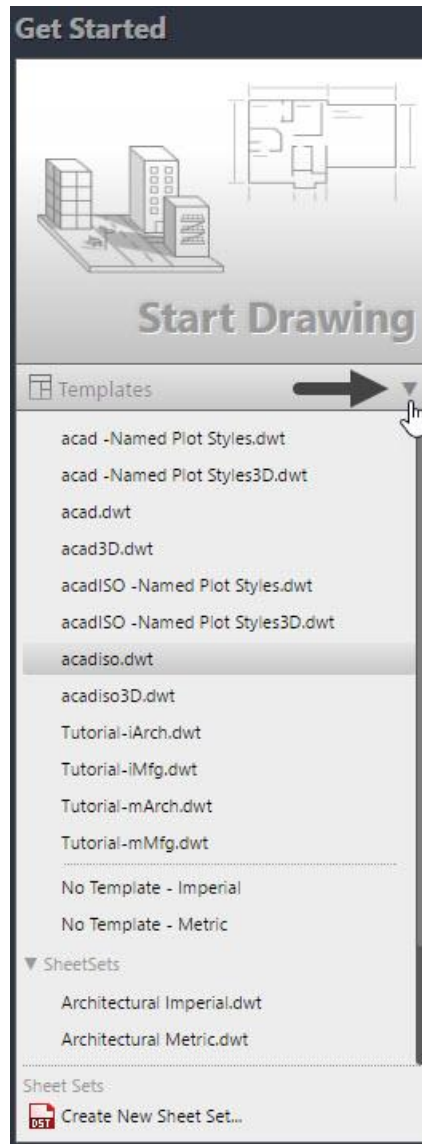 Get Started
Start Drawing
Templates
acad -Named Plot Styles.dwt
acad -Named Plot Styles3D.dwt
acad.dwt
acad3D.dwt
acadISO -Named Plot Styles.dwt
acadISO -Named Plot Styles3D.dwt
acadiso.dwt
acadiso3D.dwt
Tutorial-iArch.dwt
Tutorial-iMfg.dwt
Tutorial-mArch.dwt
Tutorial-mMfg.dwt
No Template - Imperial
No Template - Metric
SheetSets
Architectural Imperial.dwt
Architectural Metric.dwt
Sheet Sets
DST Create New Sheet Set...